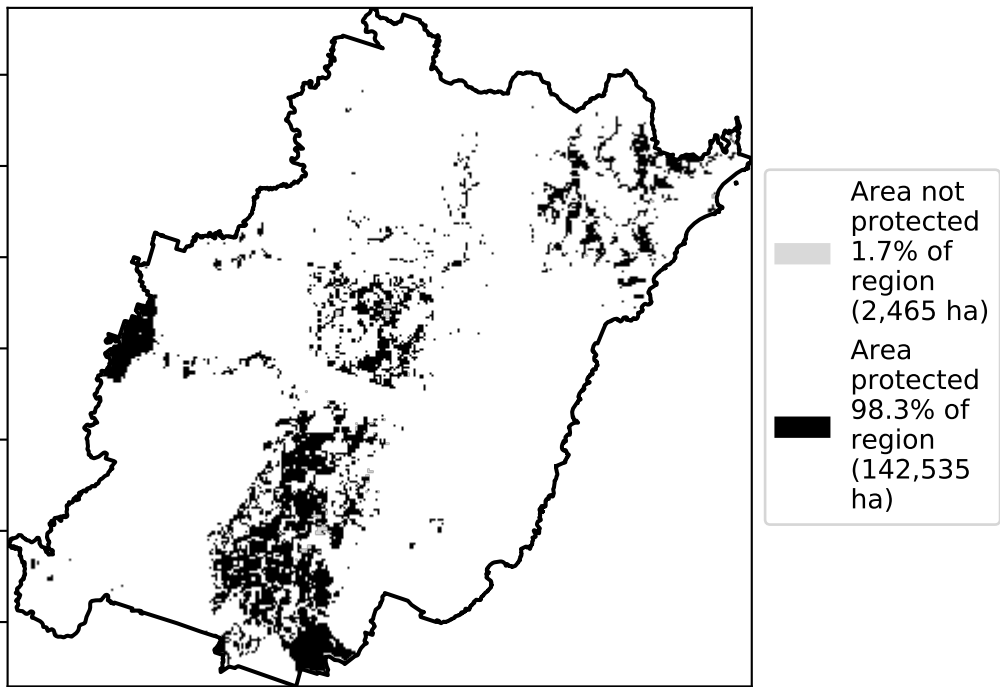 Area not
protected
1.7% of
region
(2,465 ha)
Area
protected
98.3% of
region
(142,535
ha)